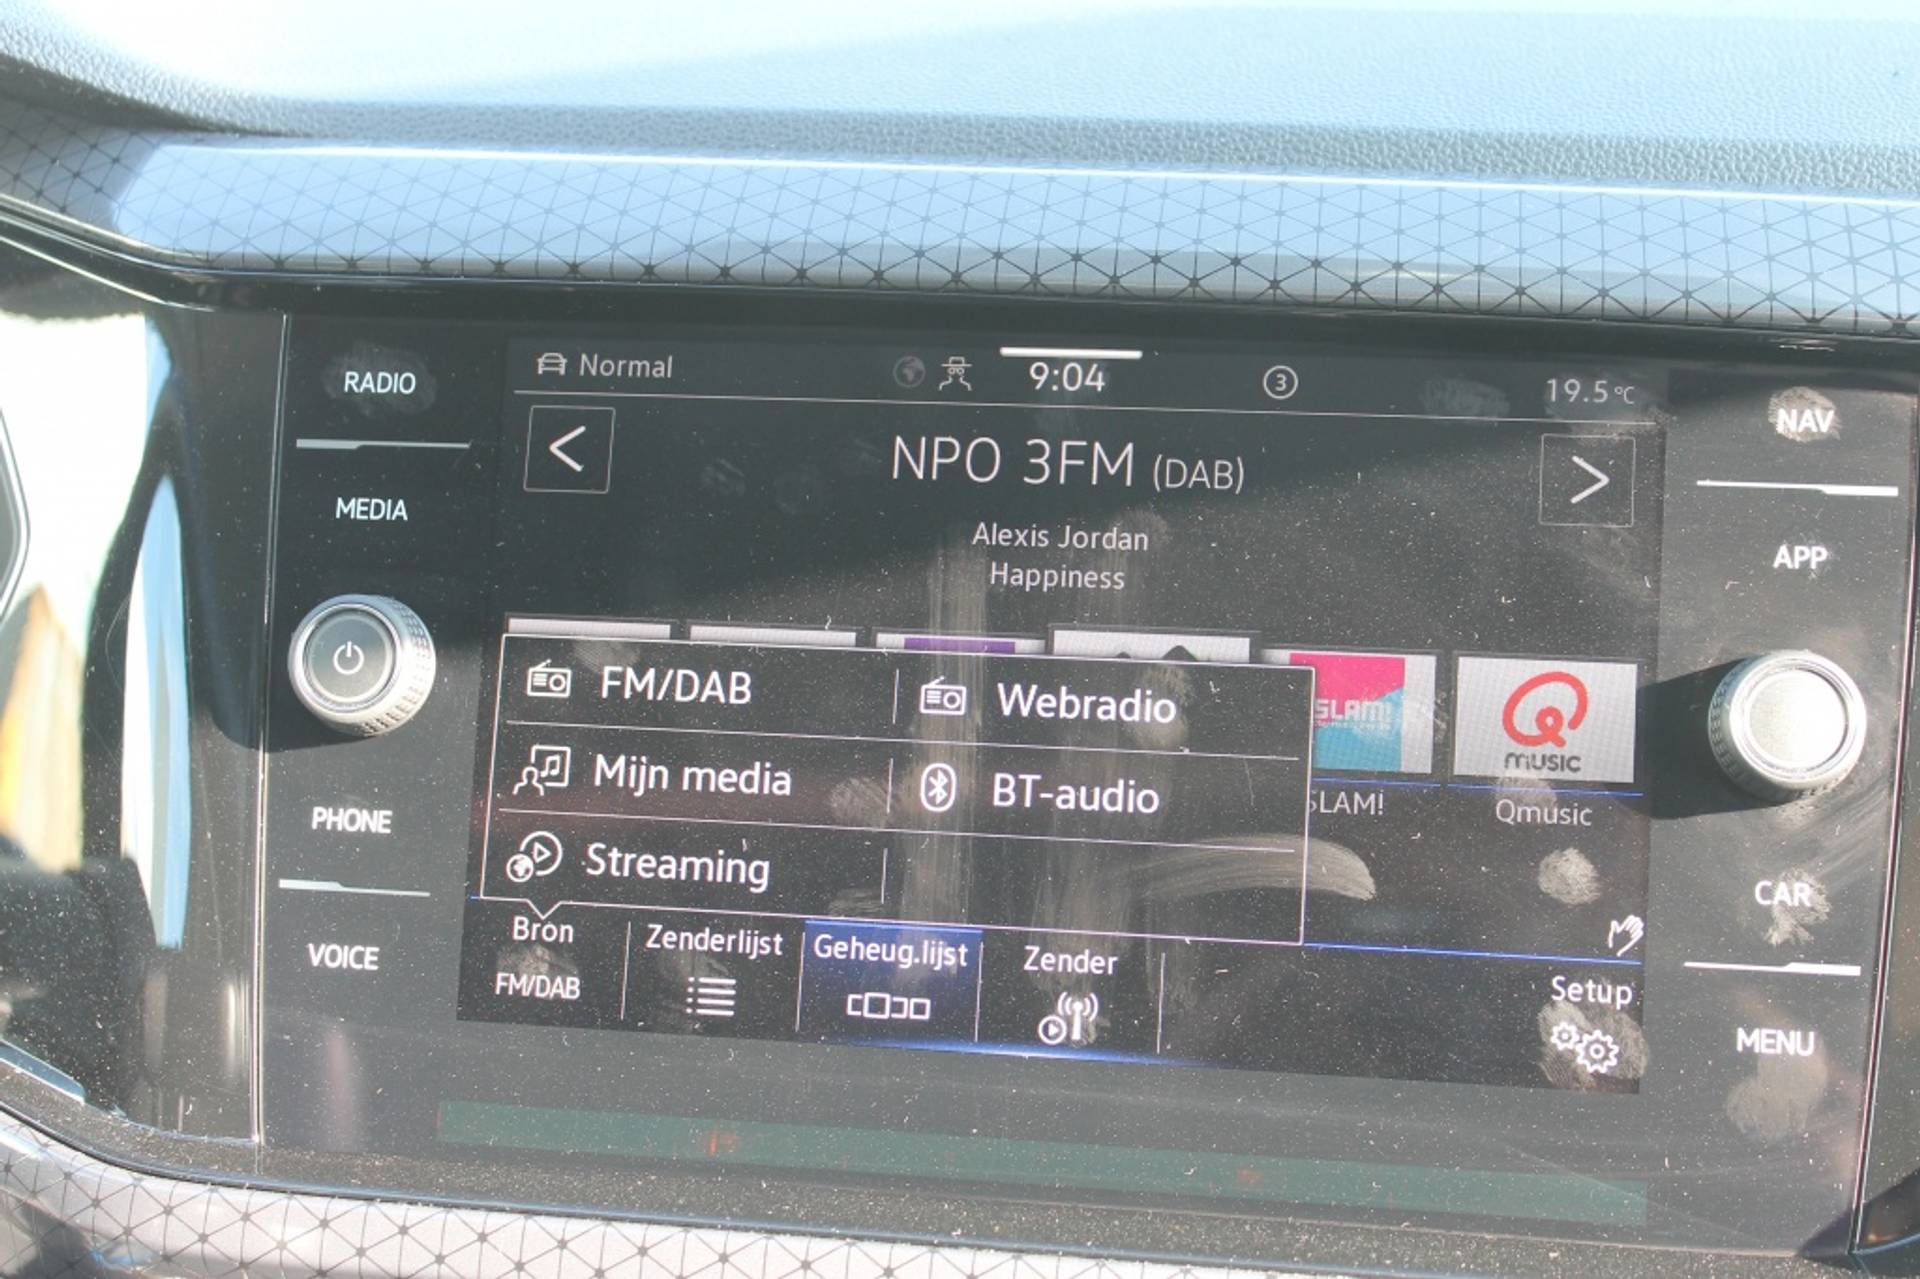 RADIO
MEDIA
PHONE
VOICE
Normal
9:04
3
19.5°C
<
NPO 3FM (DAB)
>
Alexis Jordan
Happiness
FM/DAB
Webradio
Mijn media
BT-audio
Streaming
SLAM!
SLAM!
Q
music
Qmusic
Bron
FM/DAB
Zenderlijst
Geheug.lijst
Zender
Setup
NAV
APP
CAR
MENU